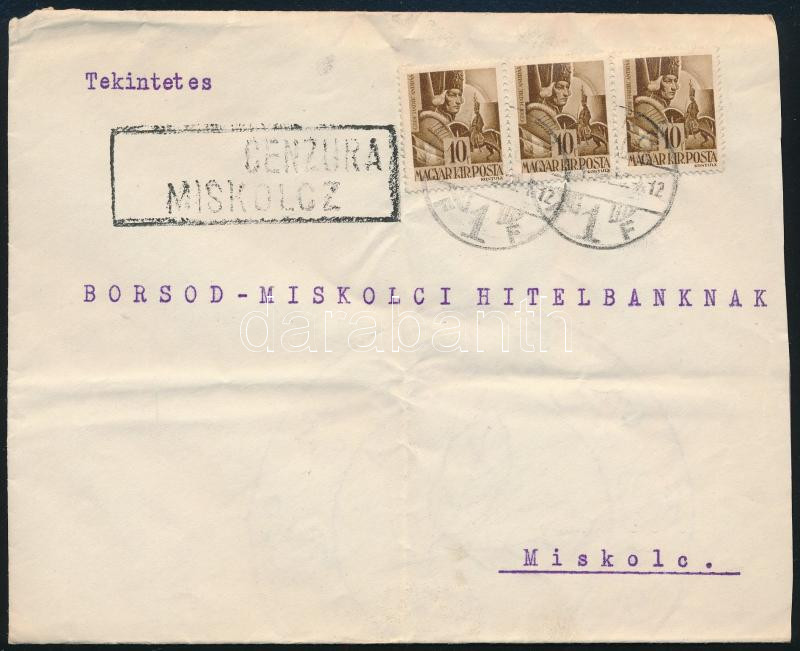 Tekintetes
CENZURA
MISKOLCZ
10 10 10
MAGYAR KIR. POSTA MAGYAR KIR. POSTA MAGYAR KIR. POSTA
BORSOD-MISKOLCI HITELBANKNAK
darabanth
Miskolc.